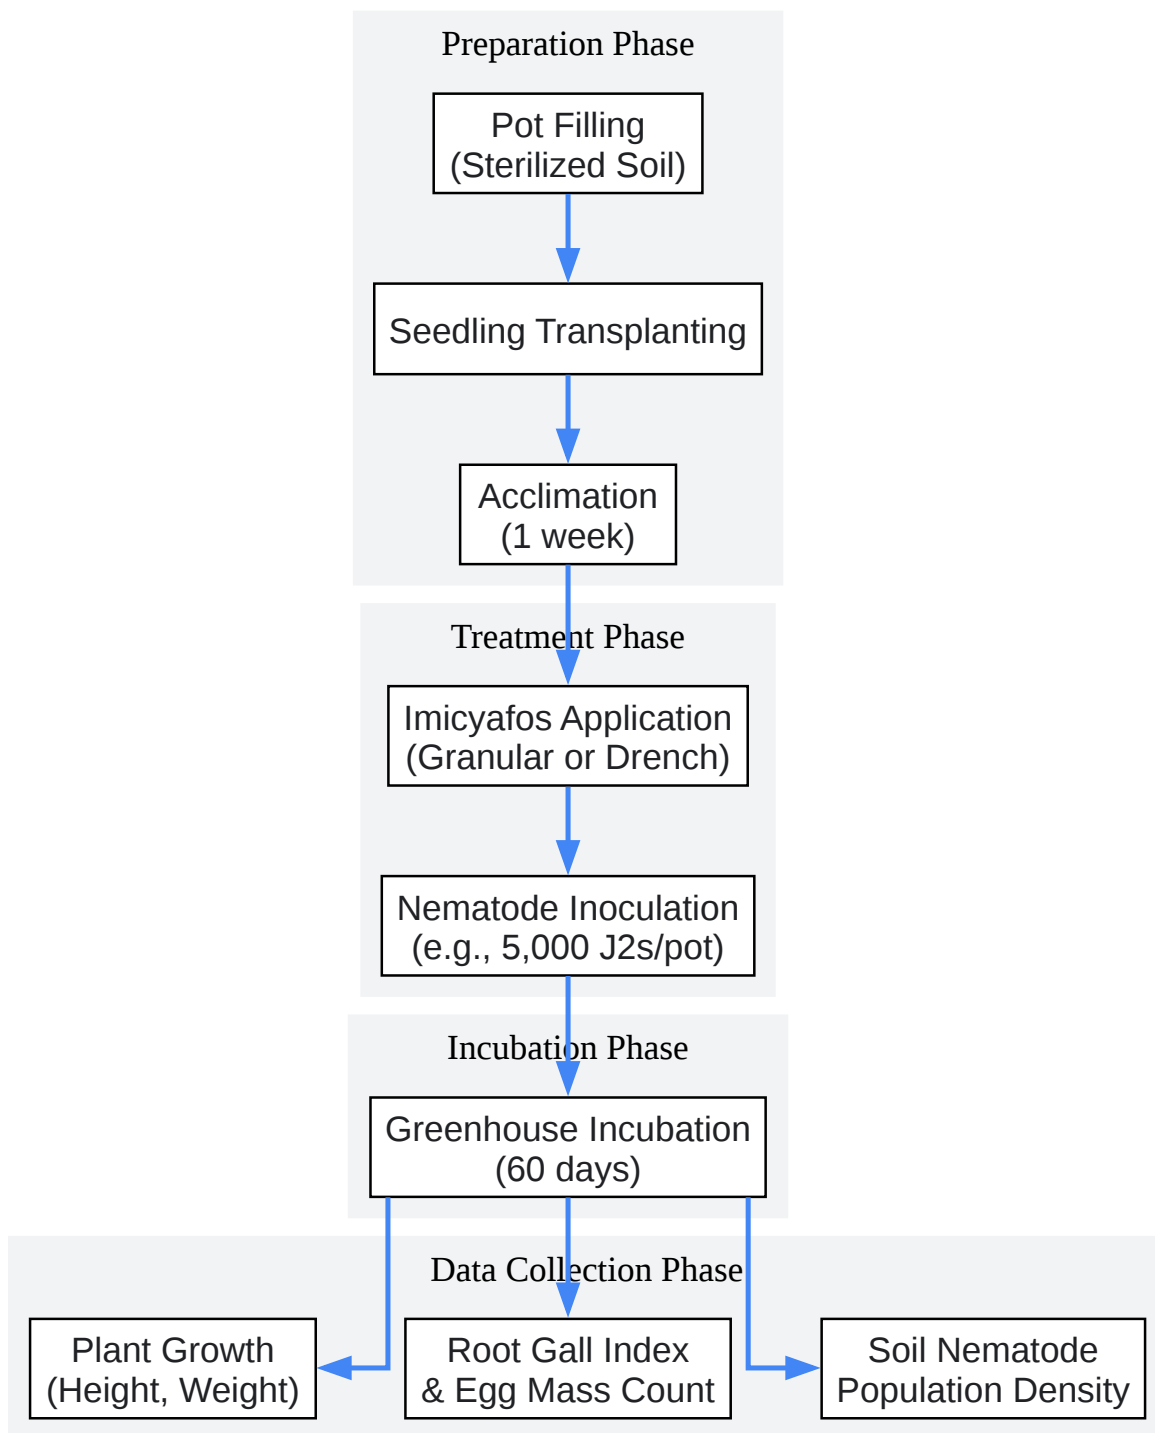 Preparation Phase
Pot Filling
(Sterilized Soil)
Seedling Transplanting
Acclimation
(1 week)
Treatment Phase
Imicyafos Application
(Granular or Drench)
Nematode Inoculation
(e.g., 5,000 J2s/pot)
Incubation Phase
Greenhouse Incubation
(60 days)
Data Collection Phase
Plant Growth
(Height, Weight)
Root Gall Index
& Egg Mass Count
Soil Nematode
Population Density